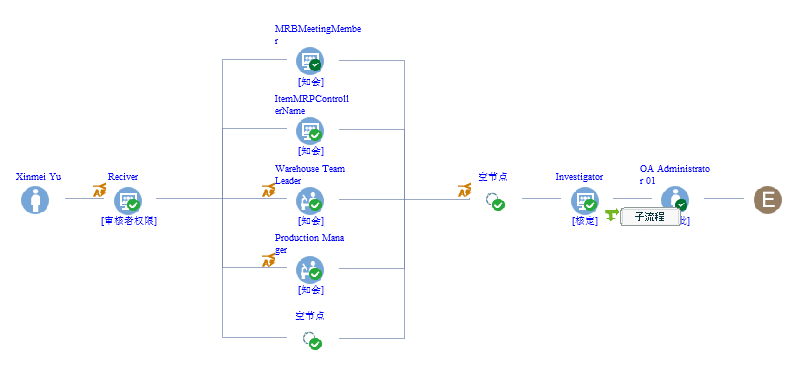 MRBMeetingMembe
r
[知会]
ItemMRPControll
erName
[知会]
Xinmei Yu
Reciver
[审核者权限]
Warehouse Team
Leader
[知会]
空节点
Investigator
[核定]
OA Administrato
r 01
子流程
]
E
Production Mana
ger
[知会]
空节点